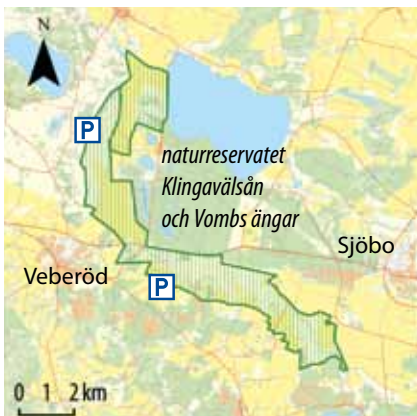 N
P
naturreservatet
Klingavälsån
och Vombs ängar
Sjöbo
Veberöd
P
0 1 2 km